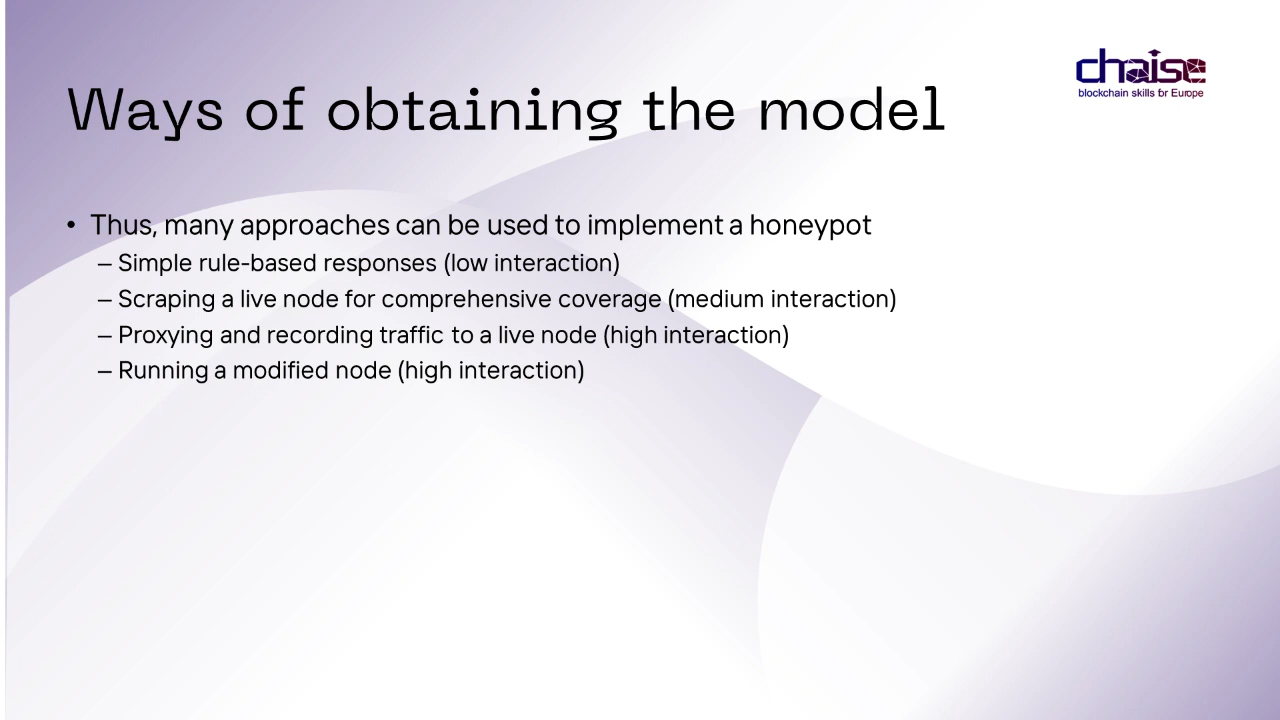 chaise
blockchain skills for Europe
Ways of obtaining the model
• Thus, many approaches can be used to implement a honeypot
– Simple rule-based responses (low interaction)
– Scraping a live node for comprehensive coverage (medium interaction)
– Proxying and recording traffic to a live node (high interaction)
– Running a modified node (high interaction)